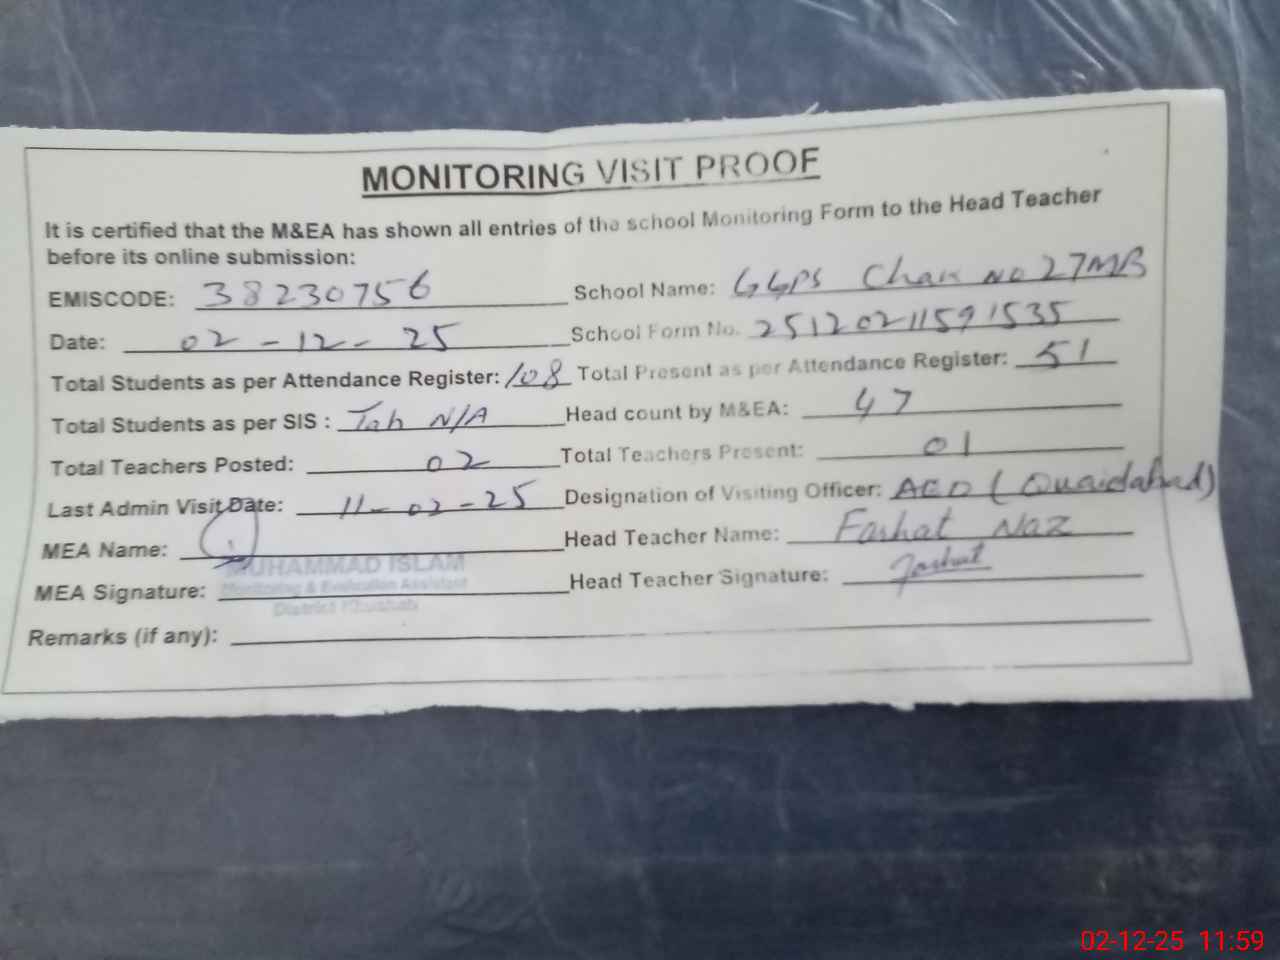 MONITORING VISIT PROOF
It is certified that the M&EA has shown all entries of the school Monitoring Form to the Head Teacher
before its online submission:
EMISCODE: 38230756 School Name: GGPS Chak No 27MB
Date: 02-12-25 School Form No. 25120211591535
Total Students as per Attendance Register: 108 Total Present as per Attendance Register: 51
Total Students as per SIS : Tab N/A Head count by M&EA: 47
Total Teachers Posted: 02 Total Teachers Present: 01
Last Admin Visit Date: 11-02-25 Designation of Visiting Officer: AEO (Quaidabad)
MEA Name: Head Teacher Name: Farhat Naz
MUHAMMAD ISLAM
MEA Signature: Monitoring & Evaluation Assistant Head Teacher Signature: Farhat
District Khushab
Remarks (if any):
02-12-25 11:59